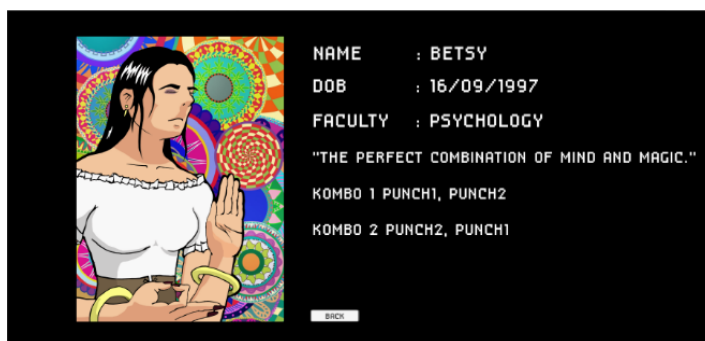 NAME : BETSY
DOB : 16/09/1997
FACULTY : PSYCHOLOGY
"THE PERFECT COMBINATION OF MIND AND MAGIC."
KOMBO 1 PUNCH1, PUNCH2
KOMBO 2 PUNCH2, PUNCH1
BACK